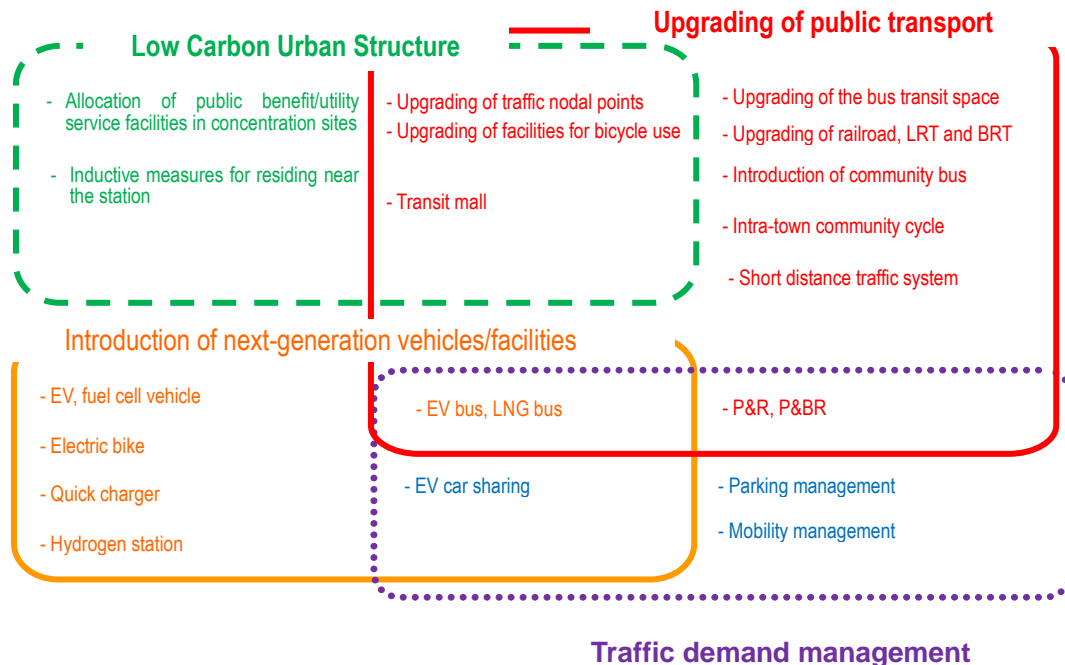 Upgrading of public transport
Low Carbon Urban Structure
- Allocation of public benefit/utility
service facilities in concentration sites
- Inductive measures for residing near
the station
- Upgrading of traffic nodal points
- Upgrading of facilities for bicycle use
- Transit mall
- Upgrading of the bus transit space
- Upgrading of railroad, LRT and BRT
- Introduction of community bus
- Intra-town community cycle
- Short distance traffic system
Introduction of next-generation vehicles/facilities
- EV, fuel cell vehicle
- Electric bike
- Quick charger
- Hydrogen station
- EV bus, LNG bus
- EV car sharing
- P&R, P&BR
- Parking management
- Mobility management
Traffic demand management